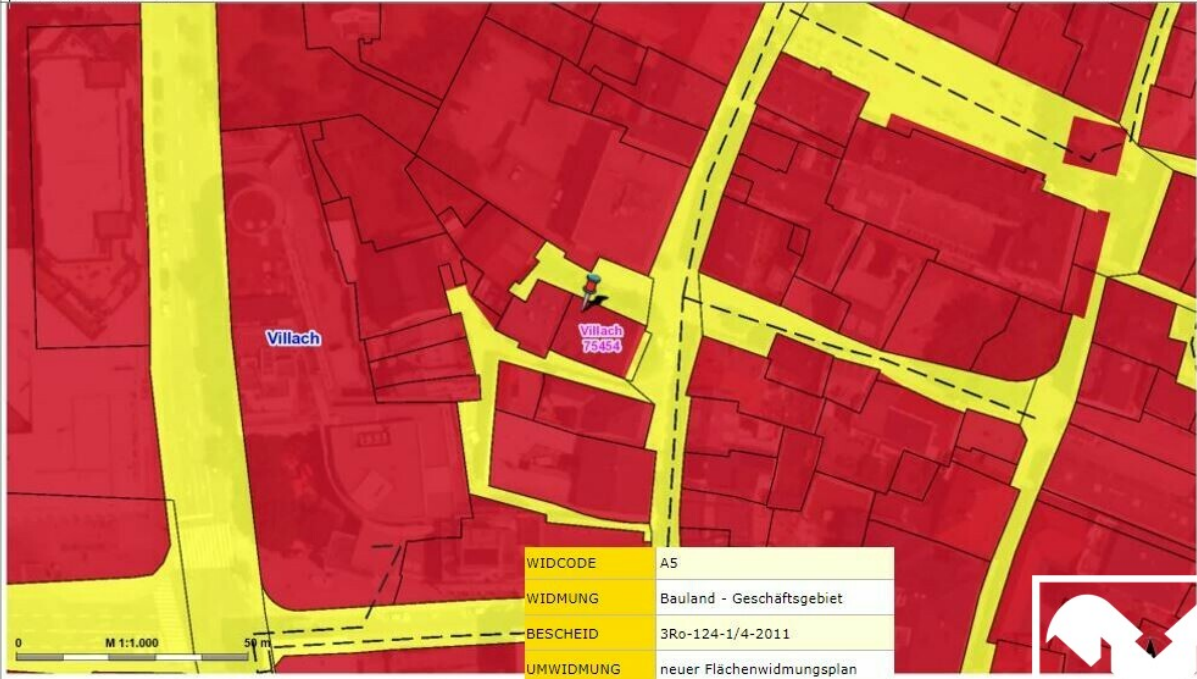 Villach
Villach
75454
WIDCODE A5
WIDMUNG Bauland - Geschäftsgebiet
BESCHEID 3Ro-124-1/4-2011
UMWIDMUNG neuer Flächenwidmungsplan
0 M 1:1.000 50 m